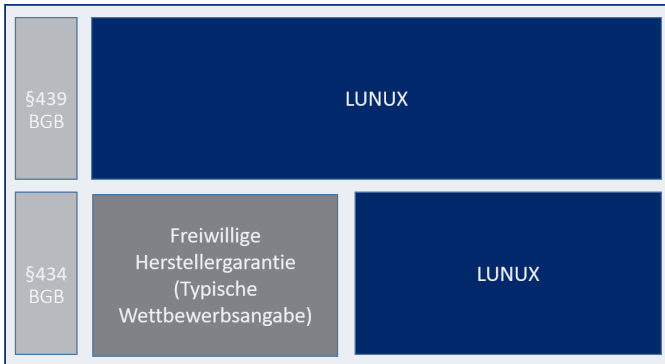 §439
BGB
LUNUX
§434
BGB
Freiwillige
Herstellergarantie
(Typische
Wettbewerbsangabe)
LUNUX